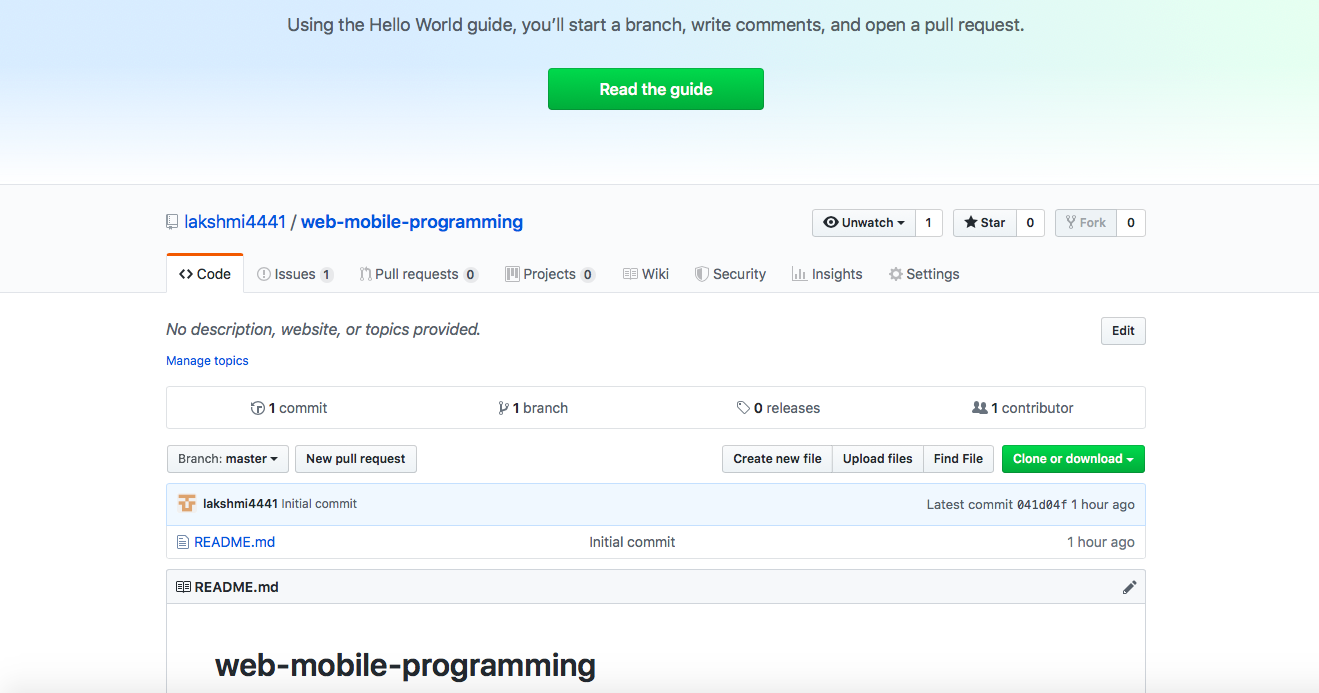 Using the Hello World guide, you’ll start a branch, write comments, and open a pull request.
Read the guide
lakshmi4441 / web-mobile-programming
Unwatch 1 Star 0 Fork 0
Code Issues 1 Pull requests 0 Projects 0 Wiki Security Insights Settings
No description, website, or topics provided. Edit
Manage topics
1 commit 1 branch 0 releases 1 contributor
Branch: master New pull request Create new file Upload files Find File Clone or download
lakshmi4441 Initial commit Latest commit 041d04f 1 hour ago
README.md Initial commit 1 hour ago
README.md
web-mobile-programming